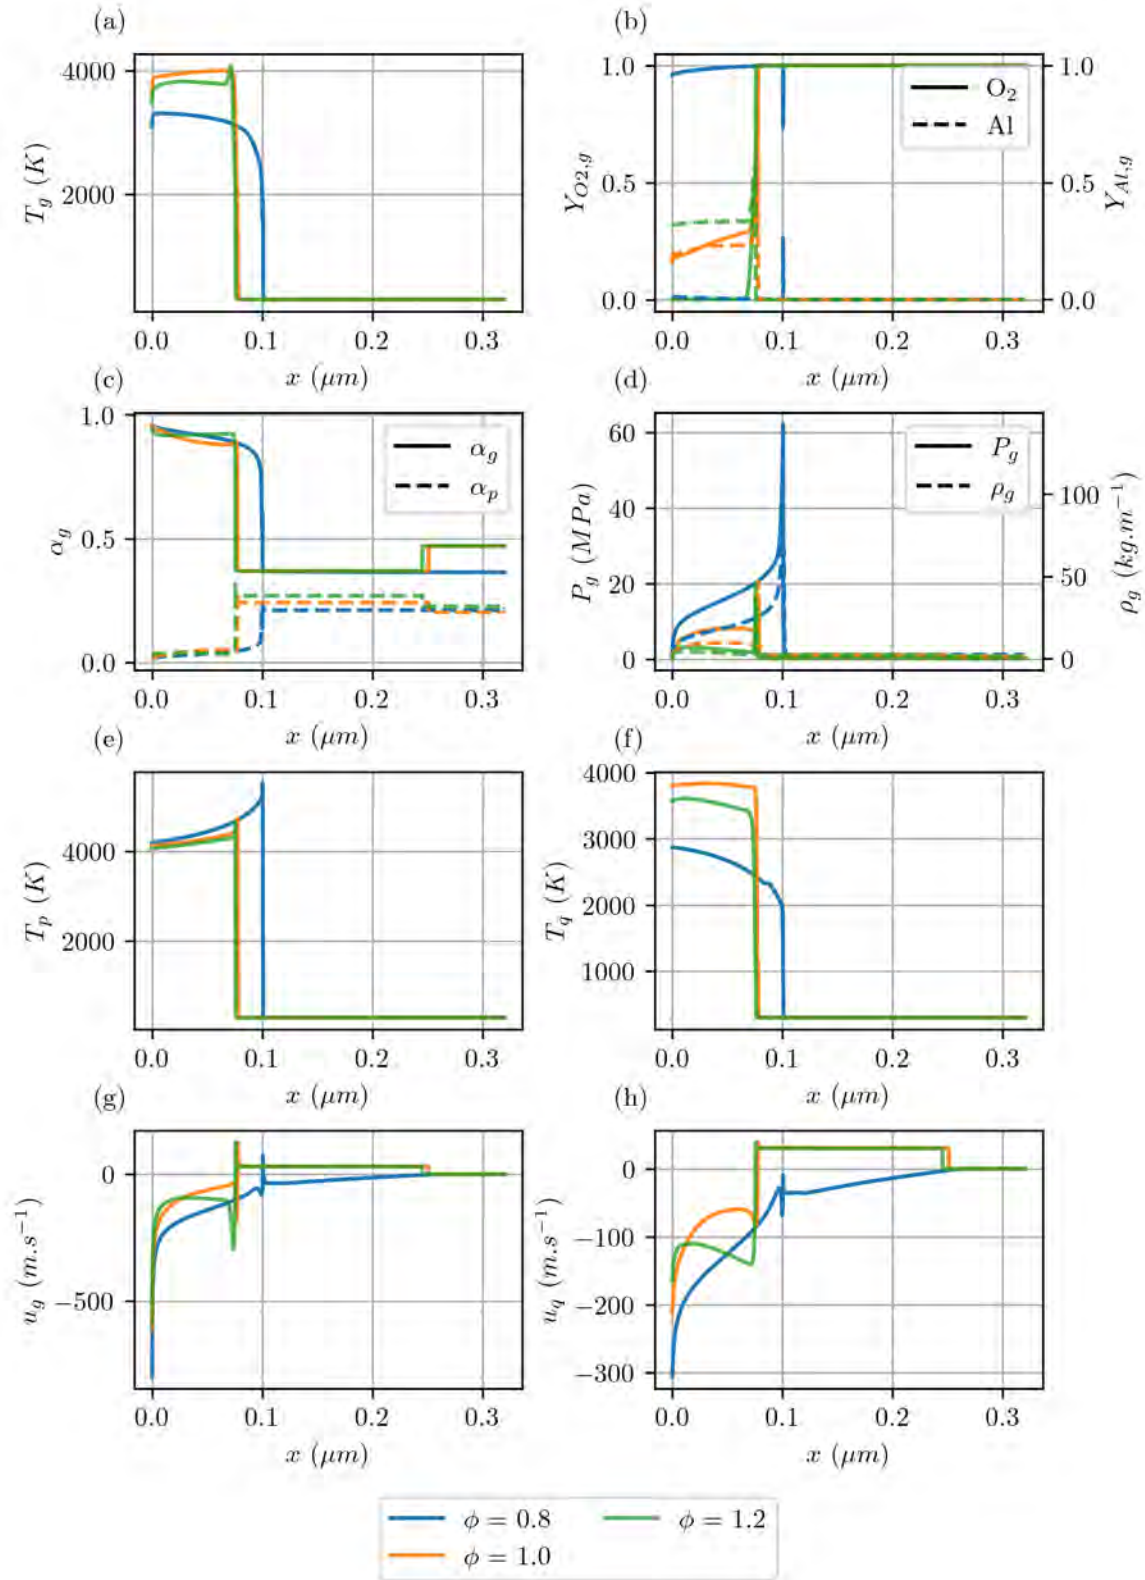 (a)
4000
2000
T_g (K)
0.0 0.1 0.2 0.3
x (μm)
(b)
1.0
0.5
0.0
Y_{O2,g}
1.0
0.5
0.0
Y_{Al,g}
O₂
Al
0.0 0.1 0.2 0.3
x (μm)
(c)
1.0
0.5
0.0
α_g
α_g
α_p
0.0 0.1 0.2 0.3
x (μm)
(d)
60
40
20
0
P_g (MPa)
100
50
0
ρ_g (kg.m⁻¹)
P_g
ρ_g
0.0 0.1 0.2 0.3
x (μm)
(e)
4000
2000
T_p (K)
0.0 0.1 0.2 0.3
x (μm)
(f)
4000
3000
2000
1000
T_q (K)
0.0 0.1 0.2 0.3
x (μm)
(g)
0
−500
u_g (m.s⁻¹)
0.0 0.1 0.2 0.3
x (μm)
(h)
0
−100
−200
−300
u_q (m.s⁻¹)
0.0 0.1 0.2 0.3
x (μm)
ϕ = 0.8
ϕ = 1.2
ϕ = 1.0